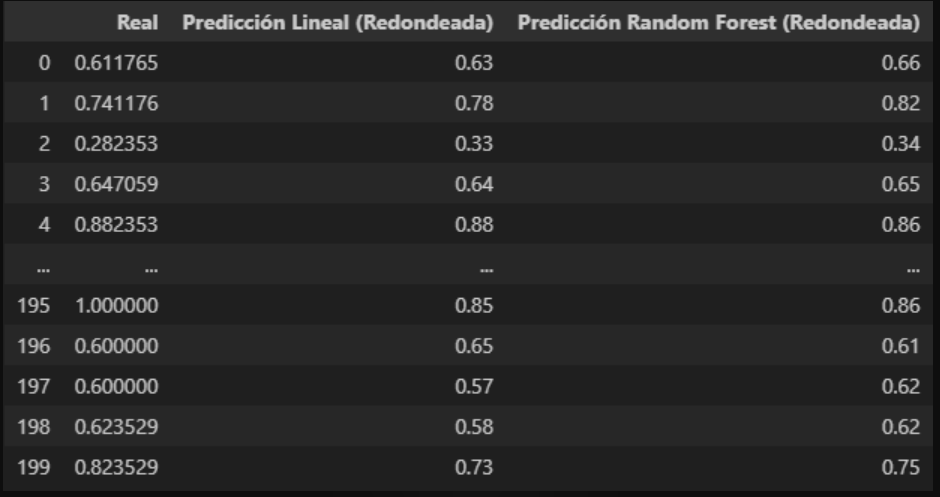 Real Predicción Lineal (Redondeada) Predicción Random Forest (Redondeada)
0 0.611765 0.63 0.66
1 0.741176 0.78 0.82
2 0.282353 0.33 0.34
3 0.647059 0.64 0.65
4 0.882353 0.88 0.86
... ... ... ...
195 1.000000 0.85 0.86
196 0.600000 0.65 0.61
197 0.600000 0.57 0.62
198 0.623529 0.58 0.62
199 0.823529 0.73 0.75